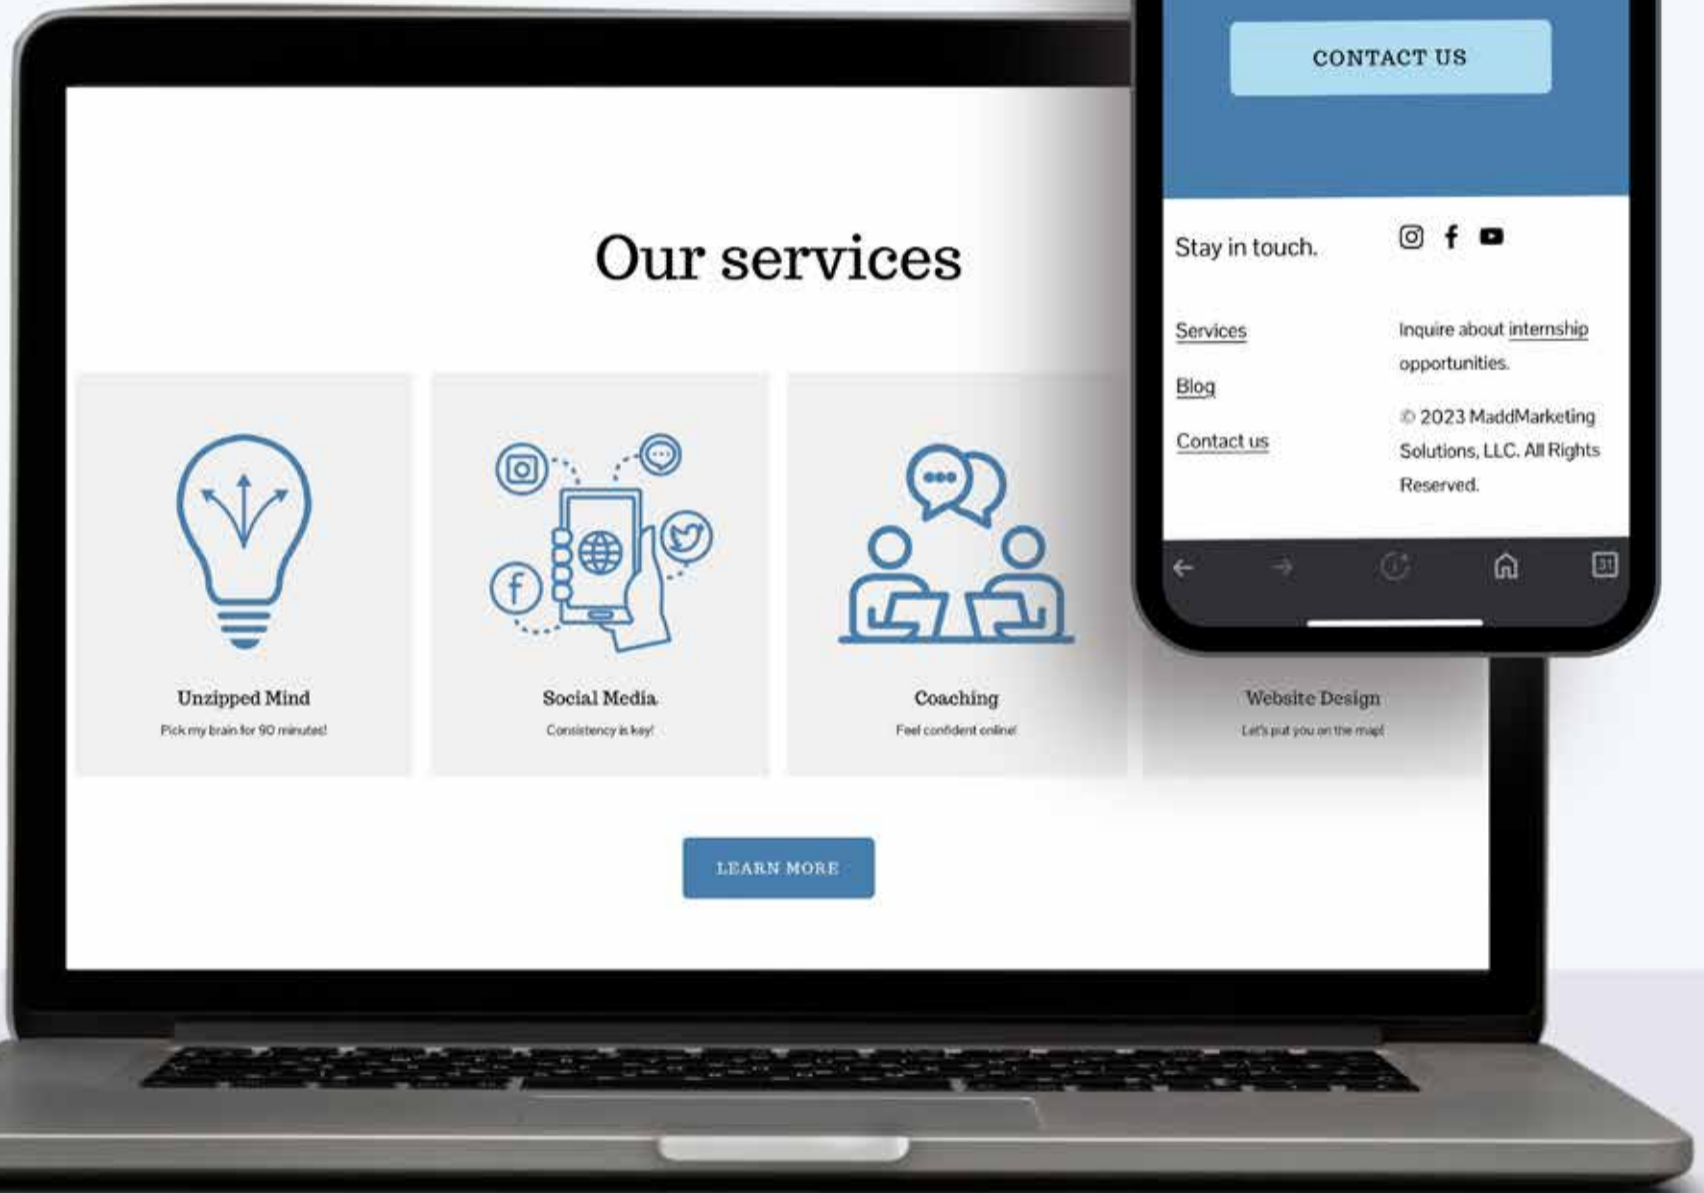 CONTACT US
Our services
Stay in touch.
f
Services
Blog
Contact us
Inquire about internship
opportunities.
© 2023 MaddMarketing
Solutions, LLC. All Rights
Reserved.
31
f
Unzipped Mind
Pick my brain for 90 minutes!
Social Media
Consistency is key!
Coaching
Feel confident online!
Website Design
Let's put you on the map!
LEARN MORE